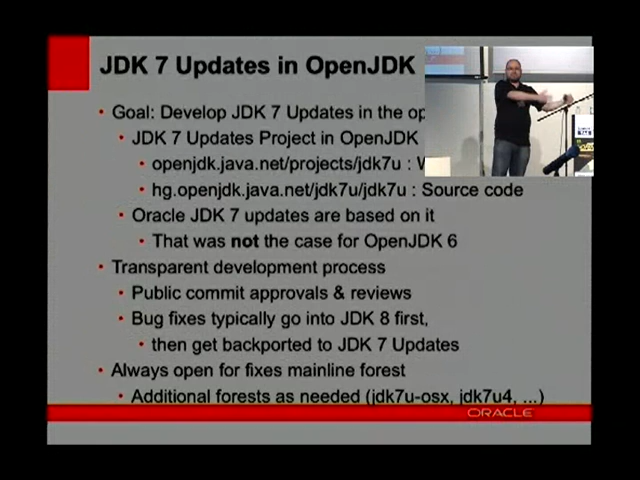 JDK 7 Updates in OpenJDK
• Goal: Develop JDK 7 Updates in the op
• JDK 7 Updates Project in OpenJDK
• openjdk.java.net/projects/jdk7u : W
• hg.openjdk.java.net/jdk7u/jdk7u : Source code
• Oracle JDK 7 updates are based on it
• That was not the case for OpenJDK 6
• Transparent development process
• Public commit approvals & reviews
• Bug fixes typically go into JDK 8 first,
• then get backported to JDK 7 Updates
• Always open for fixes mainline forest
• Additional forests as needed (jdk7u-osx, jdk7u4, ...)
ORACLE